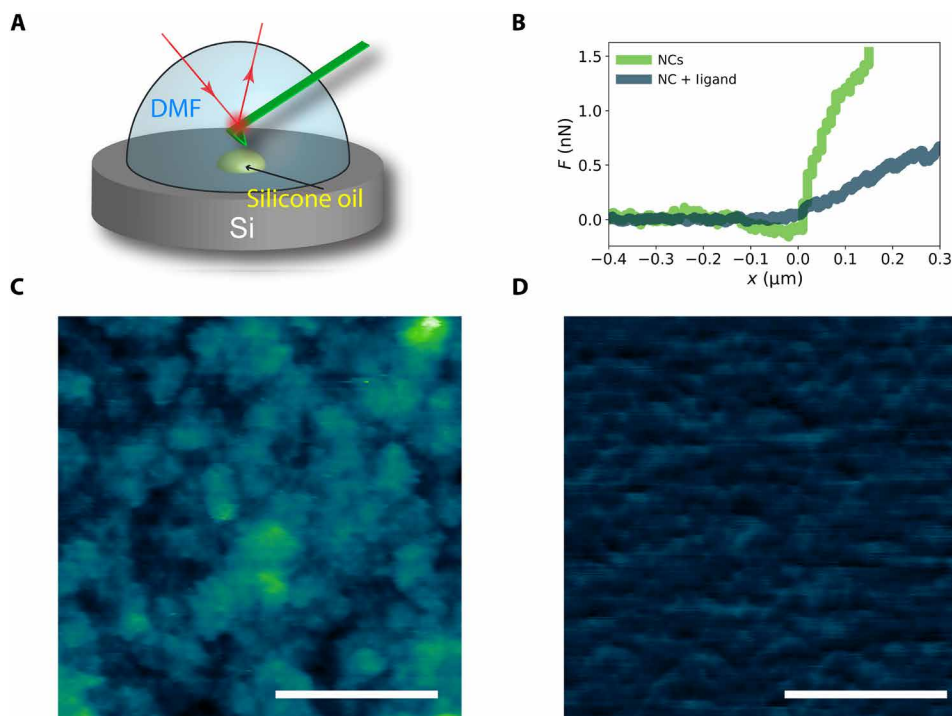 A
DMF
Silicone oil
Si
B
1.5
1.0
0.5
0.0
F (nN)
NCs
NC + ligand
−0.4
−0.3
−0.2
−0.1
0.0
0.1
0.2
0.3
x (μm)
C
D